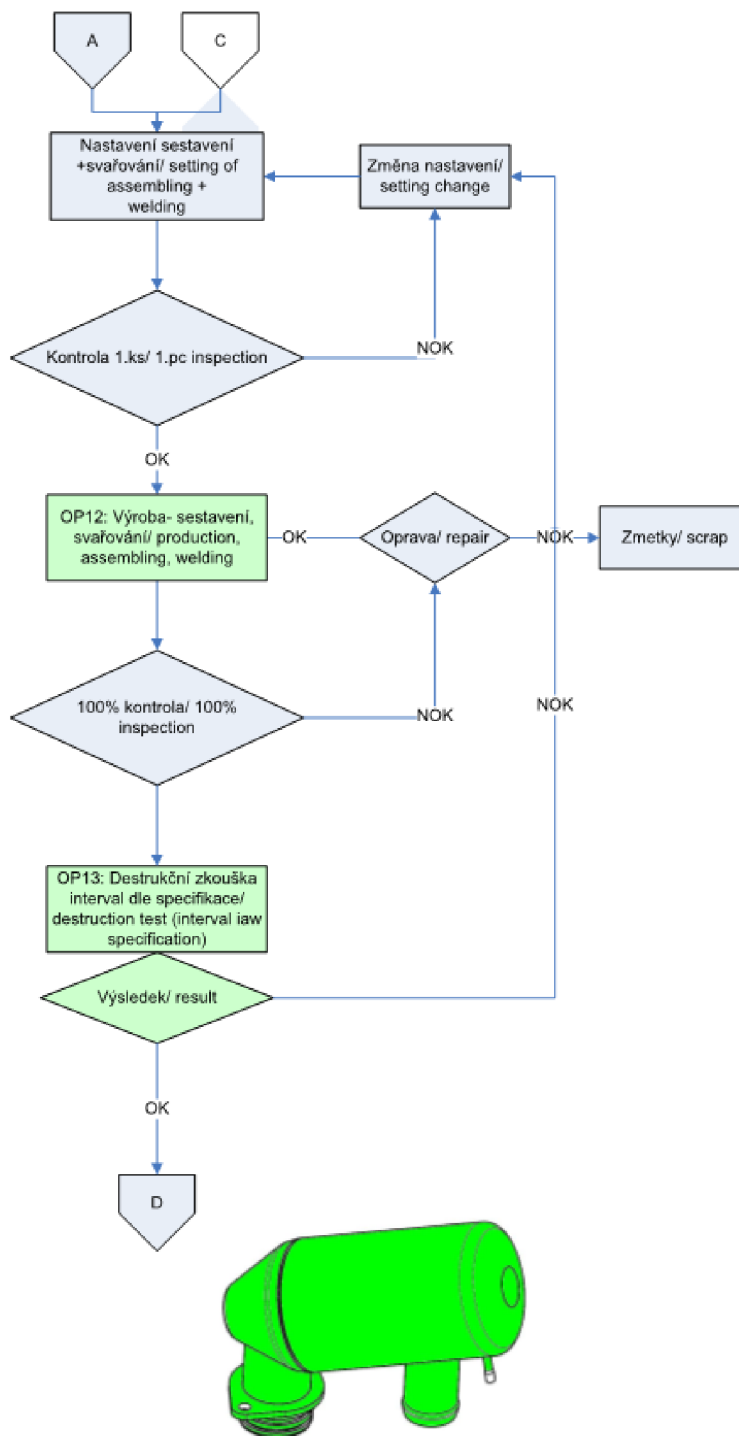 A
C
Nastavení sestavení
+svařování/ setting of
assembling +
welding
Změna nastavení/
setting change
Kontrola 1.ks/ 1.pc inspection
NOK
OK
OP12: Výroba- sestavení,
svařování/ production,
assembling, welding
OK
Oprava/ repair
NOK
Zmetky/ scrap
100% kontrola/ 100%
inspection
NOK
NOK
OP13: Destrukční zkouška
interval dle specifikace/
destruction test (interval iaw
specification)
Výsledek/ result
OK
D